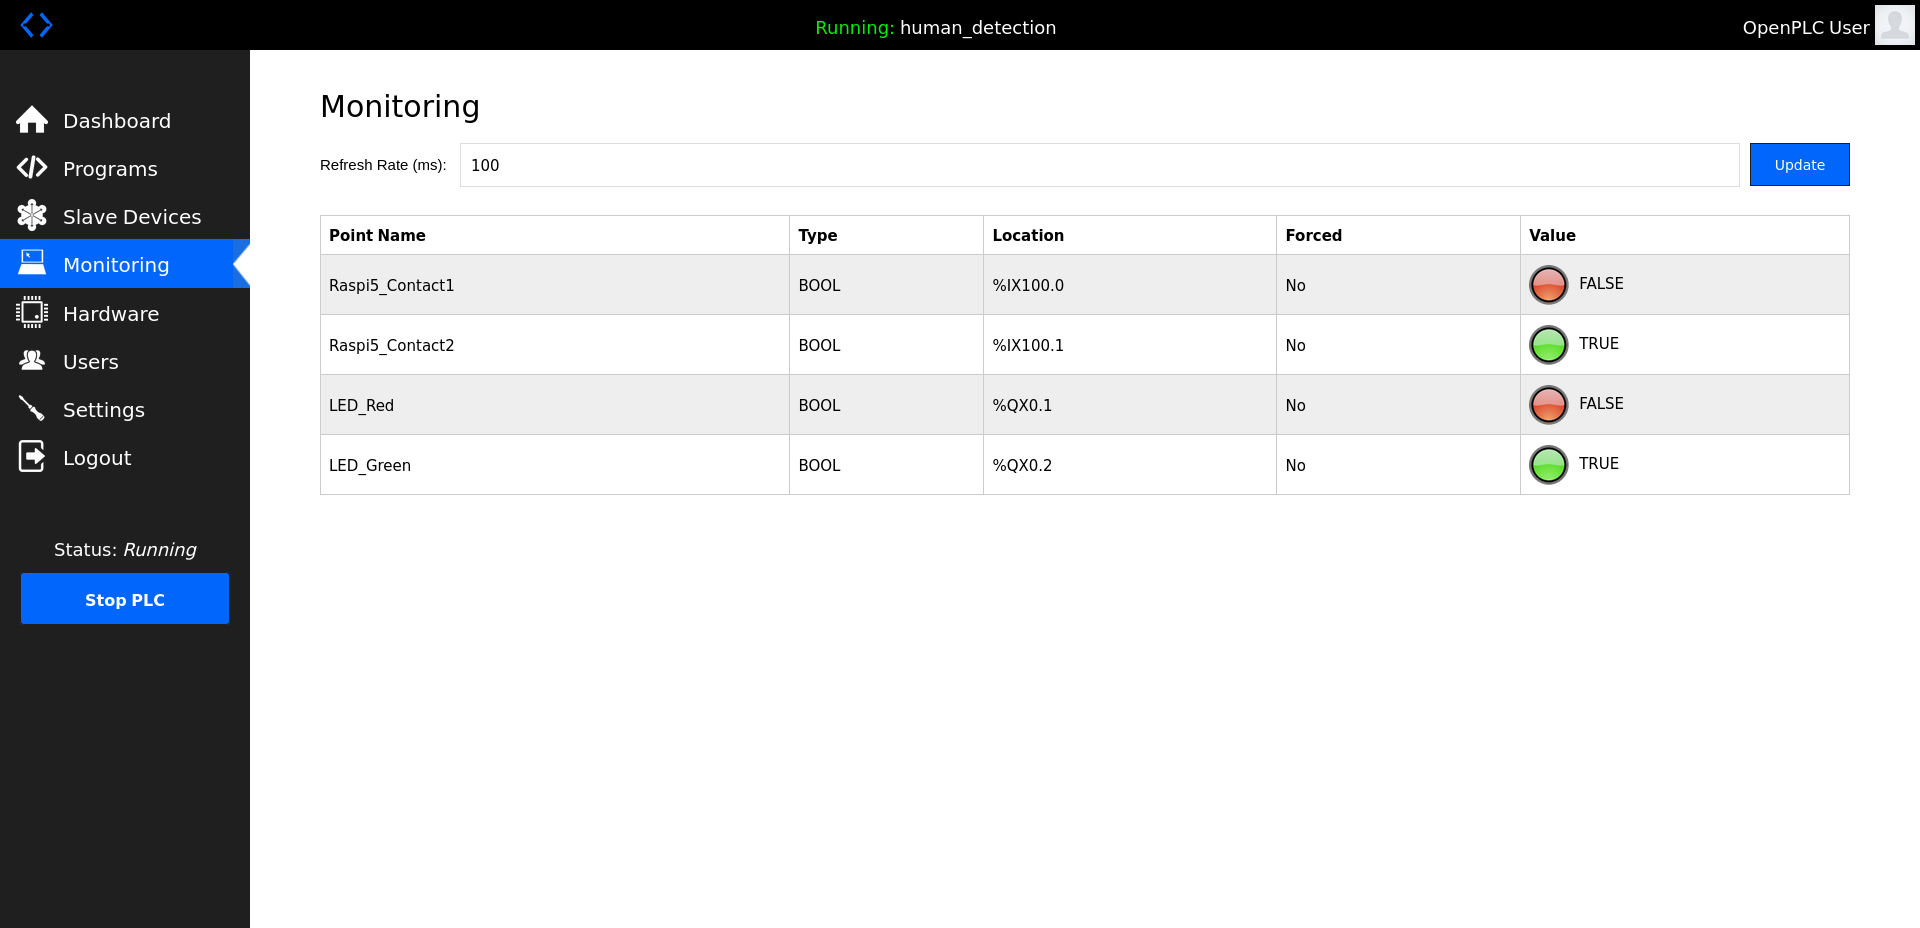 Running: human_detection
OpenPLC User
Dashboard
Programs
Slave Devices
Monitoring
Hardware
Users
Settings
Logout
Status: Running
Stop PLC
Monitoring
Refresh Rate (ms): 100 Update
Point Name Type Location Forced Value
Raspi5_Contact1 BOOL %IX100.0 No FALSE
Raspi5_Contact2 BOOL %IX100.1 No TRUE
LED_Red BOOL %QX0.1 No FALSE
LED_Green BOOL %QX0.2 No TRUE